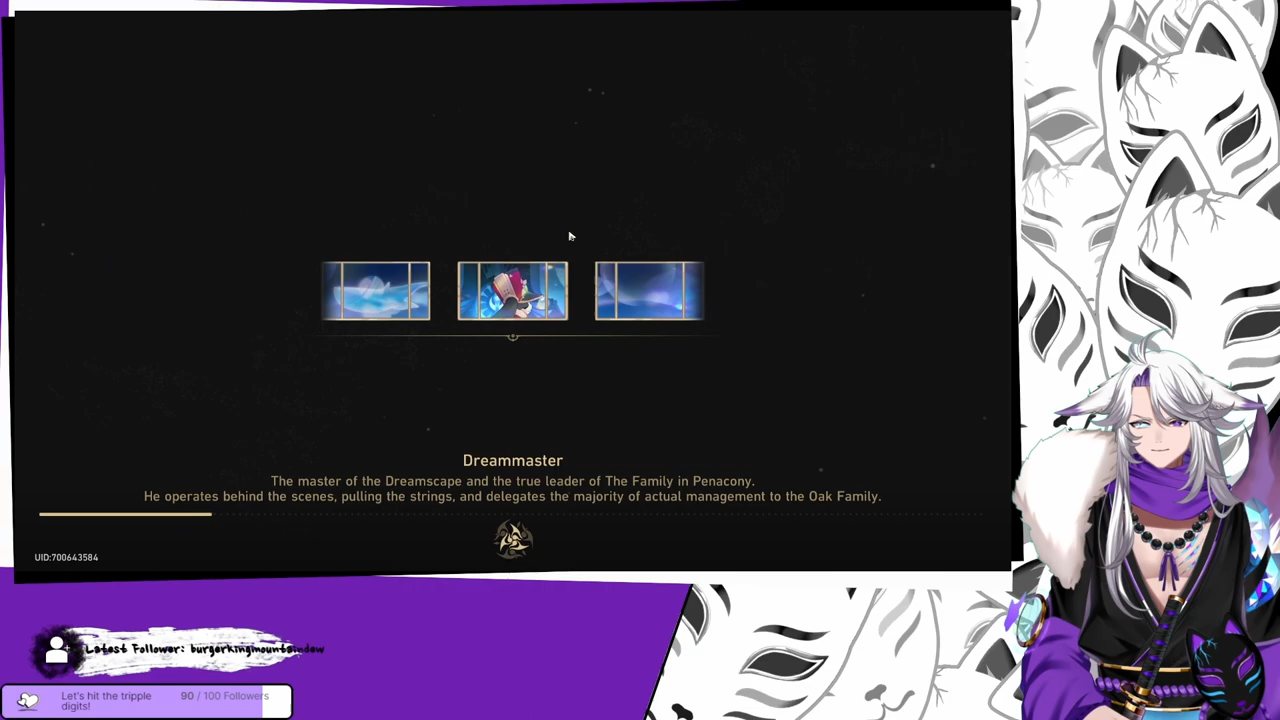 Dreammaster
The master of the Dreamscape and the true leader of The Family in Penacony.
He operates behind the scenes, pulling the strings, and delegates the majority of actual management to the Oak Family.
UID:700643584
Latest Follower: burgerkingmountaindew
Let's hit the tripple
digits!
90 / 100 Followers